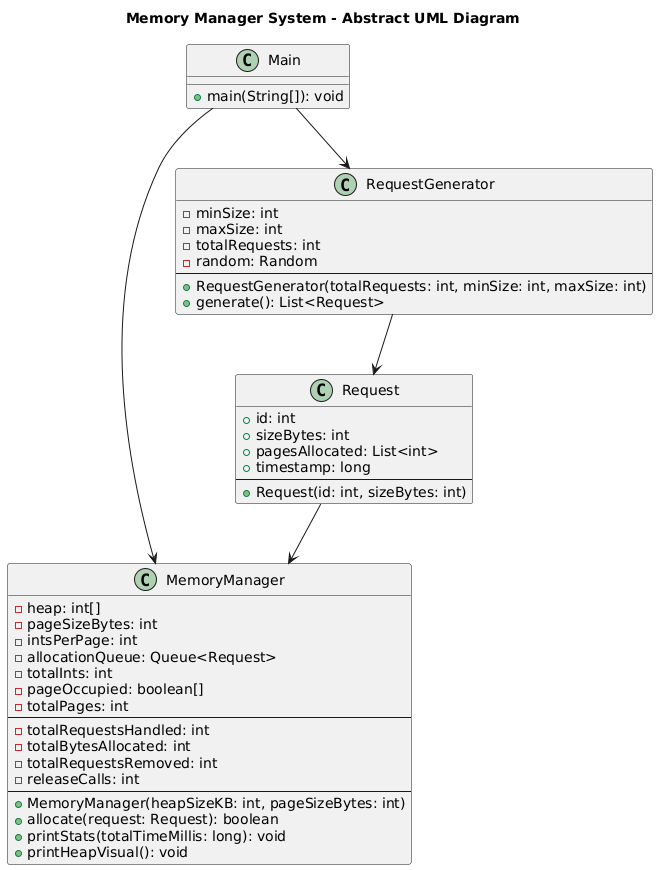 Memory Manager System - Abstract UML Diagram
C Main
main(String[]): void
C RequestGenerator
minSize: int
maxSize: int
totalRequests: int
random: Random
RequestGenerator(totalRequests: int, minSize: int, maxSize: int)
generate(): List<Request>
C Request
id: int
sizeBytes: int
pagesAllocated: List<int>
timestamp: long
Request(id: int, sizeBytes: int)
C MemoryManager
heap: int[]
pageSizeBytes: int
intsPerPage: int
allocationQueue: Queue<Request>
totalInts: int
pageOccupied: boolean[]
totalPages: int
totalRequestsHandled: int
totalBytesAllocated: int
totalRequestsRemoved: int
releaseCalls: int
MemoryManager(heapSizeKB: int, pageSizeBytes: int)
allocate(request: Request): boolean
printStats(totalTimeMillis: long): void
printHeapVisual(): void